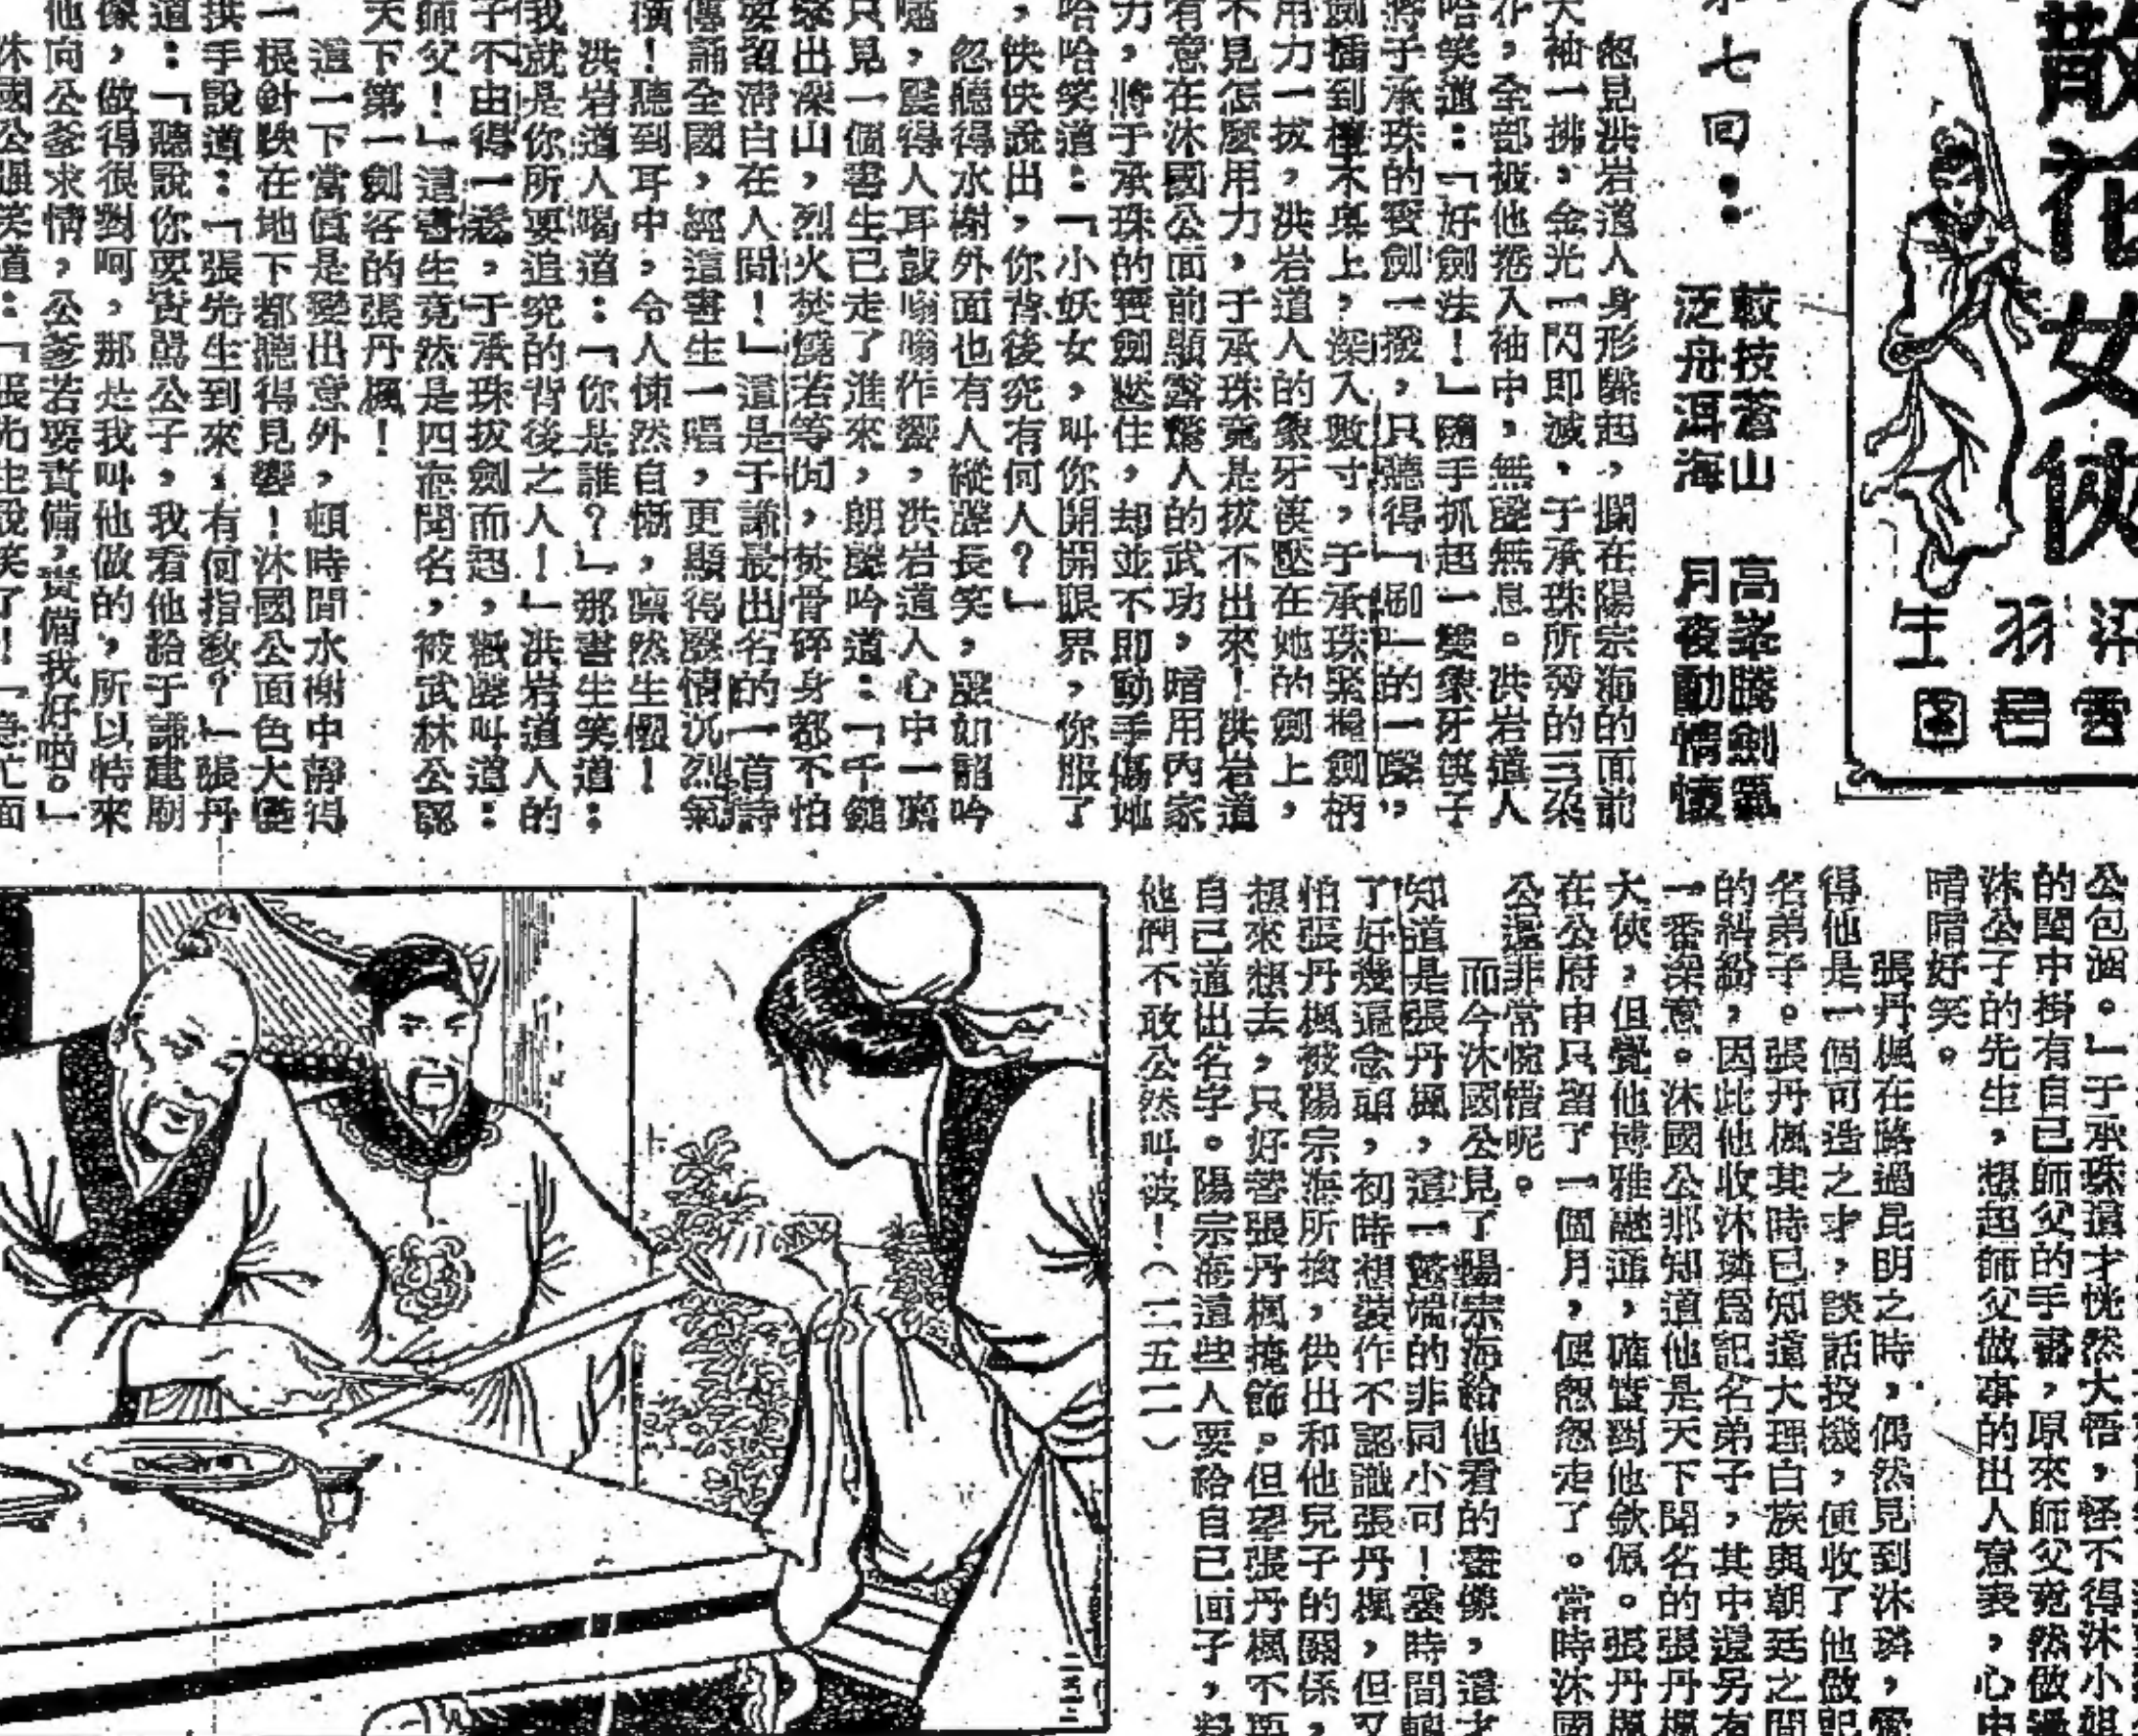 散花女俠
梁羽生
雲君圖
七回：
較技蒼山　高峯騰劍氣
泛舟洱海　月夜動情懷
忽見洪岩道人身形驟起，攔在陽宗海的面前
大袖一拂，金光一閃即滅，于承珠所發的三朶
花，全部被他捲入袖中，無聲無息。洪岩道人
哈笑道：「好劍法！」隨手抓起一雙象牙筷子
將于承珠的寶劍一撥，只聽得「唰」的一聲，
劍插到檀木桌上，深入數寸，于承珠緊握劍柄
用力一拔，洪岩道人的象牙筷壓在她的劍上，
不見怎麼用力，于承珠竟是拔不出來！洪岩道
有意在沐國公面前顯露驚人的武功，暗用內家
力，將于承珠的寶劍壓住，却並不即動手傷她
哈哈笑道：「小妖女，叫你開開眼界，你服了
，快快說出，你背後究有何人？」
忽聽得水榭外面也有人縱聲長笑，聲如龍吟
，震得人耳鼓嗡嗡作響，洪岩道人心中一凜
只見一個書生已走了進來，朗聲吟道：「千鎚
擊出深山，烈火焚燒若等閒，焚骨碎身都不怕
要留清白在人間！」這是于謙最出名的一首詩
傳誦全國，經這書生一唱，更顯得聲情沉烈氣
橫！聽到耳中，令人悚然自慚，凛然生懼！
洪岩道人喝道：「你是誰？」那書生笑道：
我就是你所要追究的背後之人！」洪岩道人的
子不由得一鬆，于承珠拔劍而起，顫聲叫道：
師父！」這書生竟然是四海聞名，被武林公認
天下第一劍客的張丹楓！
這一下當眞是變出意外，頓時間水榭中靜得
一根針跌在地下都聽得見響！沐國公面色大變
拱手說道：「張先生到來，有何指敎？」張丹
道：「聽說你要責罵公子，我看他給于謙建廟
像，做得很對呵，那是我叫他做的，所以特來
他向公爹求情，公爹若要責備，責備我好啦。」
沐國公强笑道：「張先生說笑了！」急忙面
公包涵。」于承珠這才恍然大悟，怪不得沐小姐
的閨中掛有自己師父的手書，原來師父竟然做過
沐公子的先生，想起師父做事的出人意表，心中
暗暗好笑。
張丹楓在路過昆明之時，偶然見到沐璘，覺
得他是一個可造之才，談話投機，便收了他做記
名弟子。張丹楓其時已知道大理白族與朝廷之間
的糾紛，因此他收沐璘爲記名弟子，其中還另有
一番深意。沐國公那知道他是天下聞名的張丹楓
大俠，但覺他博雅融通，確實對他欽佩。張丹楓
在公府中只留了一個月，便怱怱走了。當時沐國
公還非常惋惜呢。
而今沐國公見了陽宗海給他看的畫像，這才
知道是張丹楓，這一驚端的非同小可！霎時間轉
了好幾遍念頭，初時想裝作不認識張丹楓，但又
怕張丹楓被陽宗海所擒，供出和他兒子的關係，
想來想去，只好替張丹楓掩飾。但望張丹楓不要
自己道出名字。陽宗海這些人要給自己面子，料
他們不敢公然叫破！（一五二）